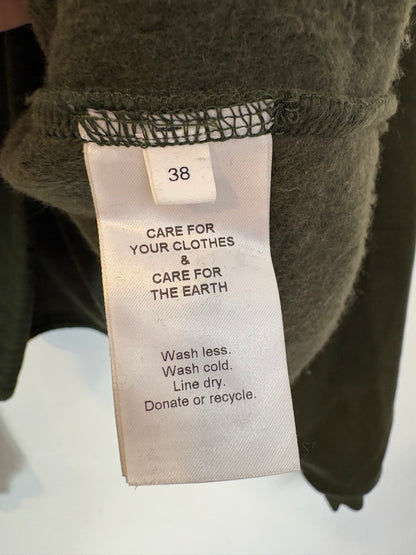 38
CARE FOR
YOUR CLOTHES
&
CARE FOR
THE EARTH
Wash less.
Wash cold.
Line dry.
Donate or recycle.